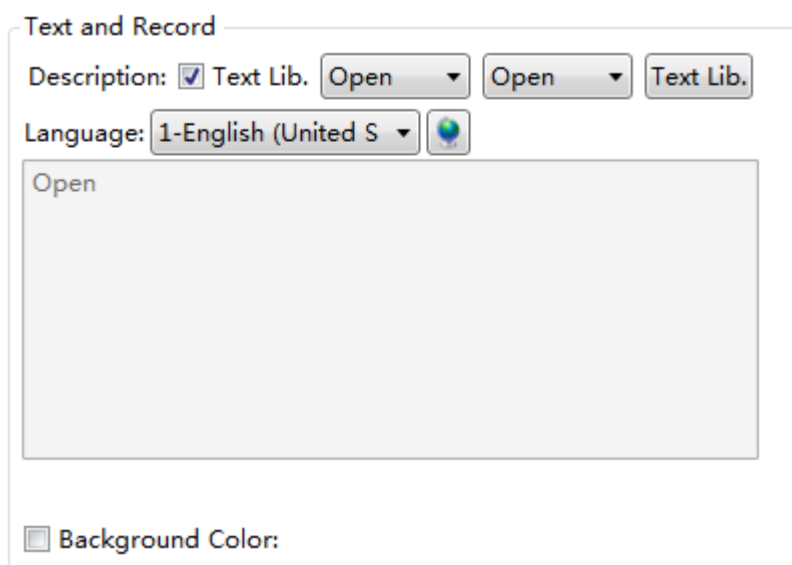 Text and Record
Description: Text Lib. Open Open Text Lib.
Language: 1-English (United S
Open
Background Color: